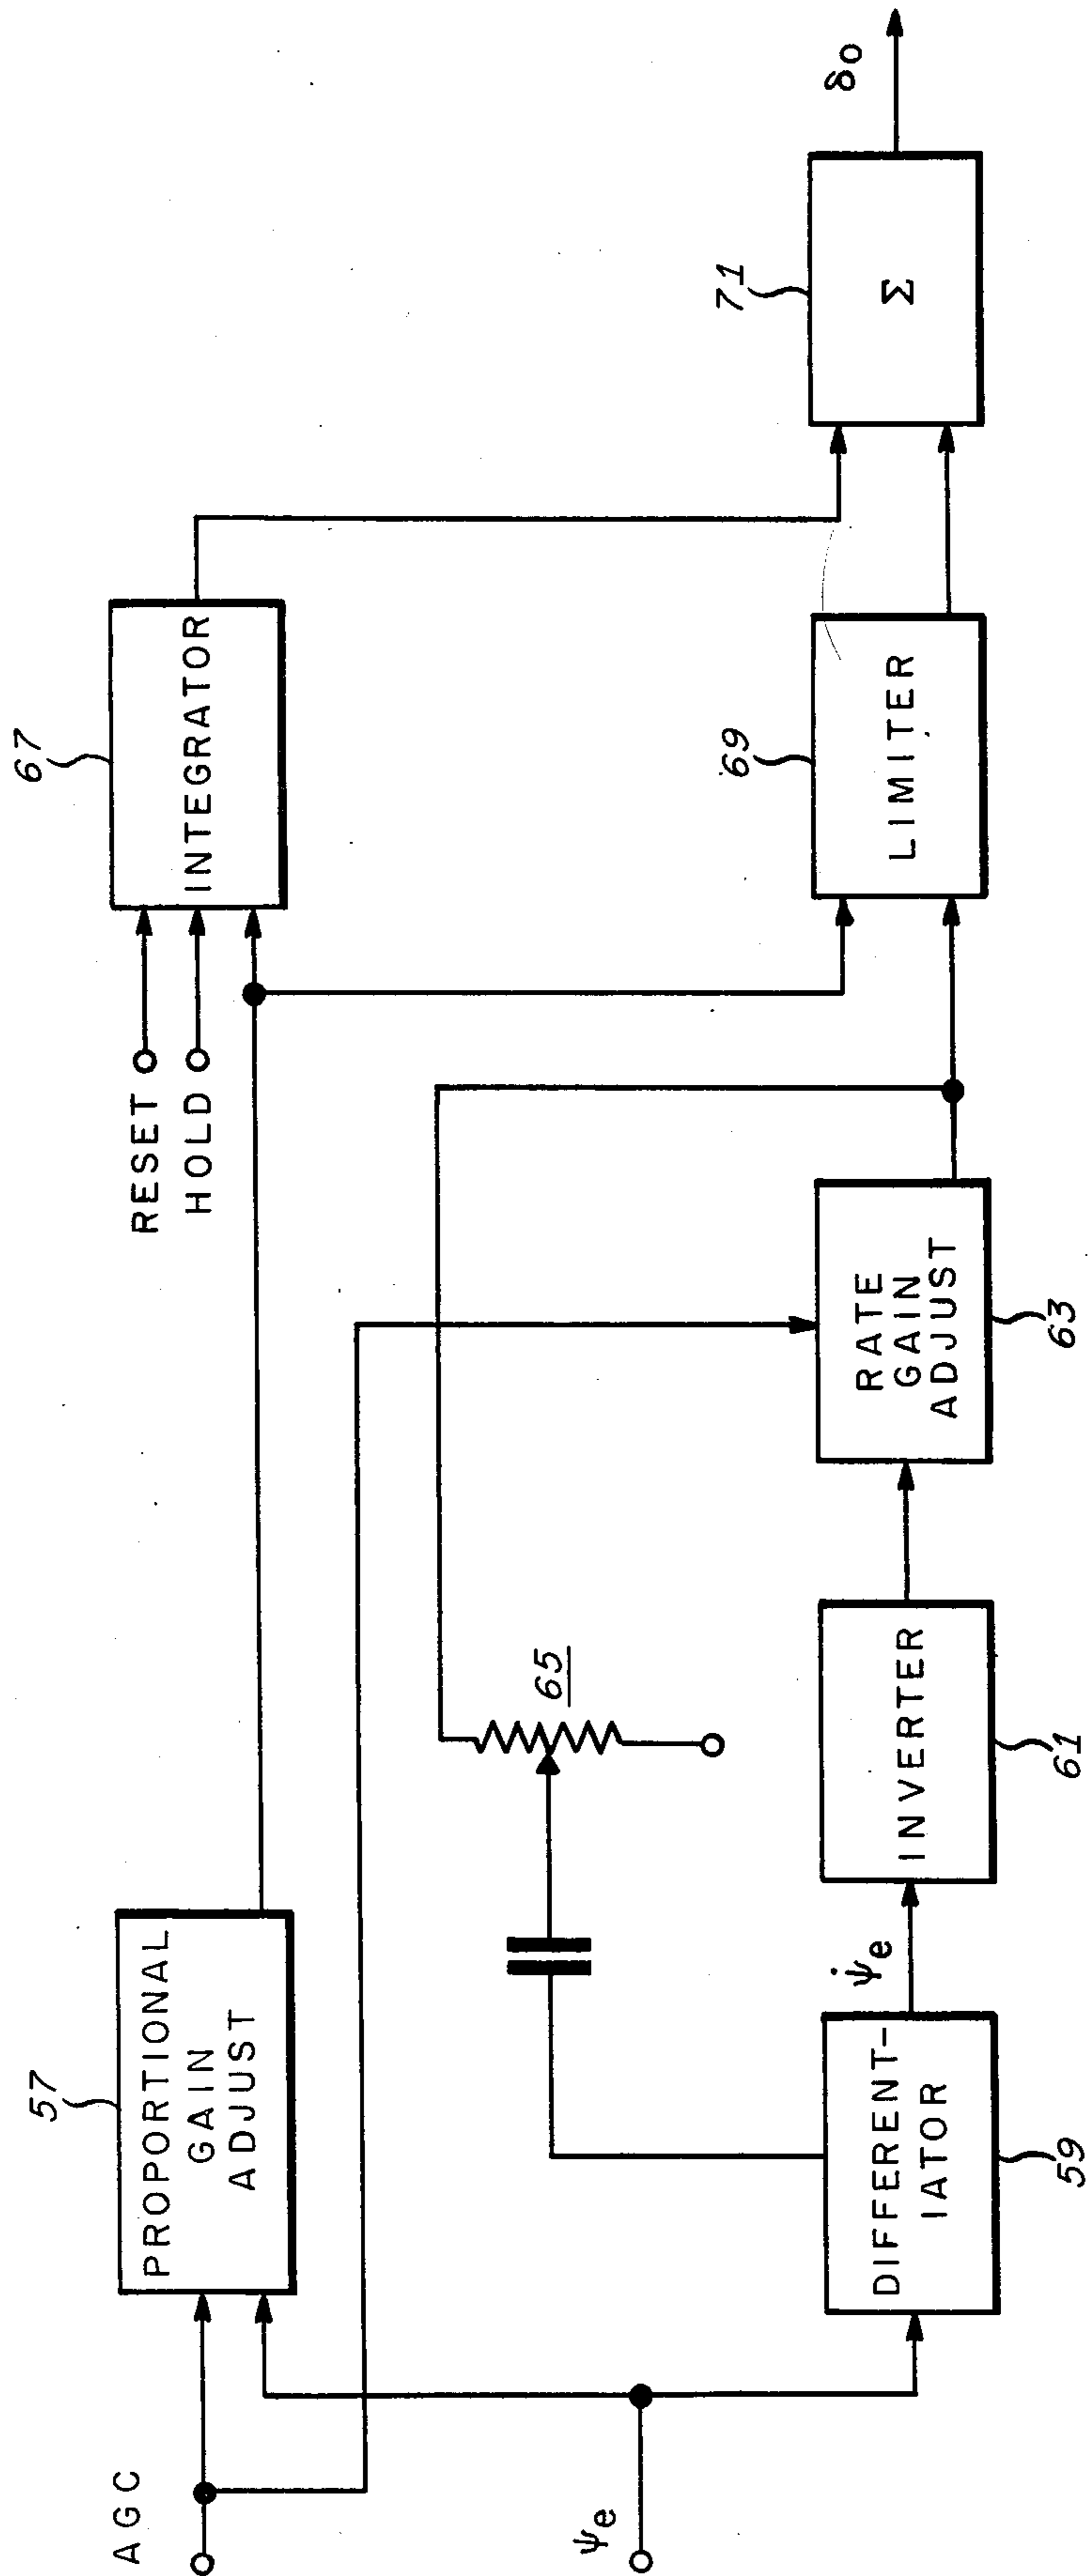 AGC
ψe
57
PROPORTIONAL
GAIN
ADJUST
RESET
HOLD
67
INTEGRATOR
65
DIFFERENT-
IATOR
59
ψ̇e
INVERTER
61
RATE
GAIN
ADJUST
63
69
LIMITER
71
Σ
δo